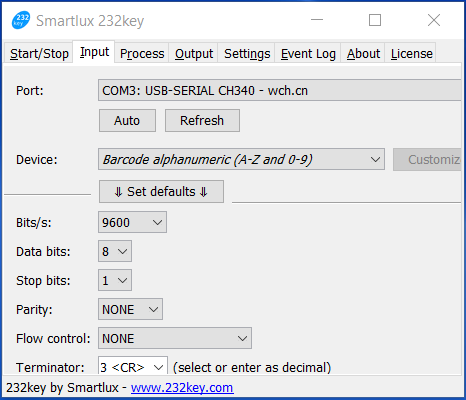 232 key Smartlux 232key
Start/Stop Input Process Output Settings Event Log About License
Port: COM3: USB-SERIAL CH340 - wch.cn
Auto Refresh
Device: Barcode alphanumeric (A-Z and 0-9) Customize
⇓ Set defaults ⇓
Bits/s: 9600
Data bits: 8
Stop bits: 1
Parity: NONE
Flow control: NONE
Terminator: 3 <CR> (select or enter as decimal)
232key by Smartlux - www.232key.com